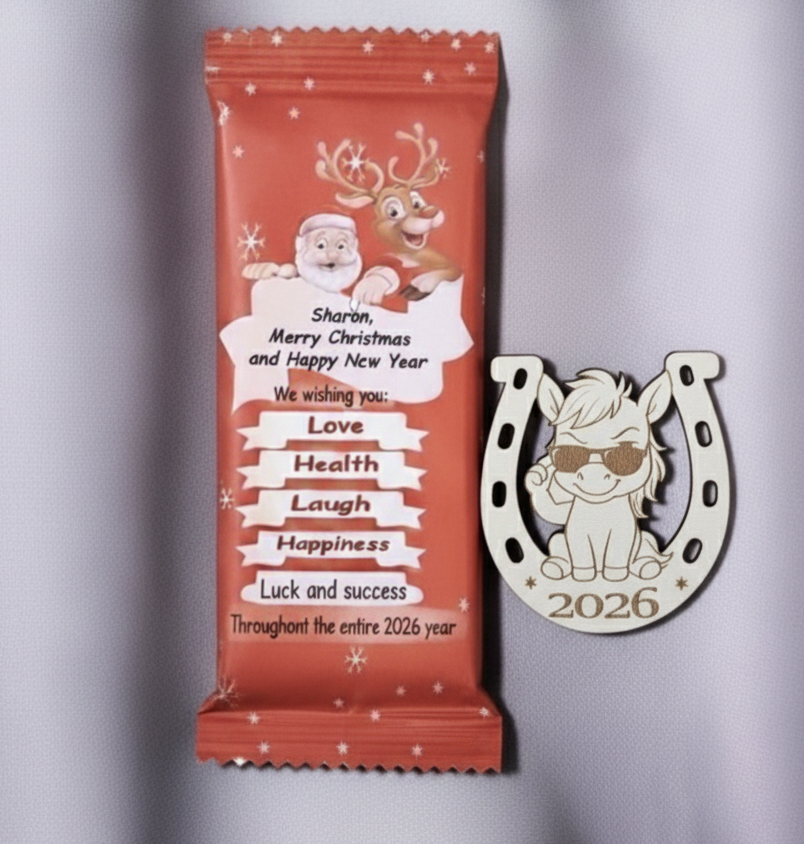 Sharon,
Merry Christmas
and Happy New Year
We wishing you:
Love
Health
Laugh
Happiness
Luck and success
Throughont the entire 2026 year
2026